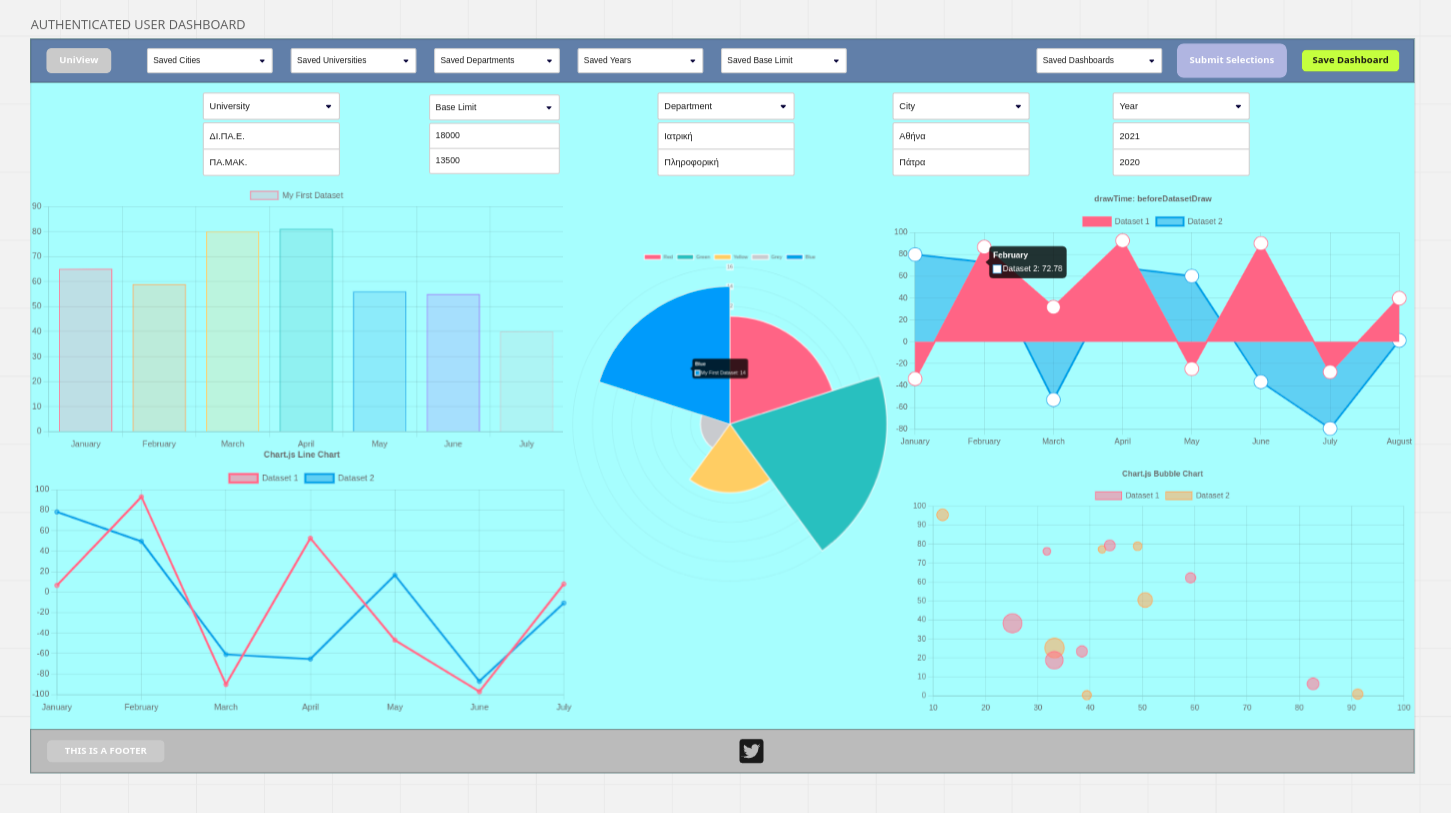 AUTHENTICATED USER DASHBOARD
UniView
Saved Cities
Saved Universities
Saved Departments
Saved Years
Saved Base Limit
Saved Dashboards
Submit Selections
Save Dashboard
University
ΔΙ.ΠΑ.Ε.
ΠΑ.ΜΑΚ.
Base Limit
18000
13500
Department
Ιατρική
Πληροφορική
City
Αθήνα
Πάτρα
Year
2021
2020
My First Dataset
90
80
70
60
50
40
30
20
10
0
January February March April May June July
Chart.js Line Chart
Dataset 1 Dataset 2
100
80
60
40
20
0
-20
-40
-60
-80
-100
January February March April May June July
Red Green Yellow Grey Blue
16
Blue
My First Dataset: 14
drawTime: beforeDatasetDraw
Dataset 1 Dataset 2
100
80
60
40
20
0
-20
-40
-60
-80
February
Dataset 2: 72.78
January February March April May June July August
Chart.js Bubble Chart
Dataset 1 Dataset 2
100
90
80
70
60
50
40
30
20
10
0
10 20 30 40 50 60 70 80 90 100
THIS IS A FOOTER